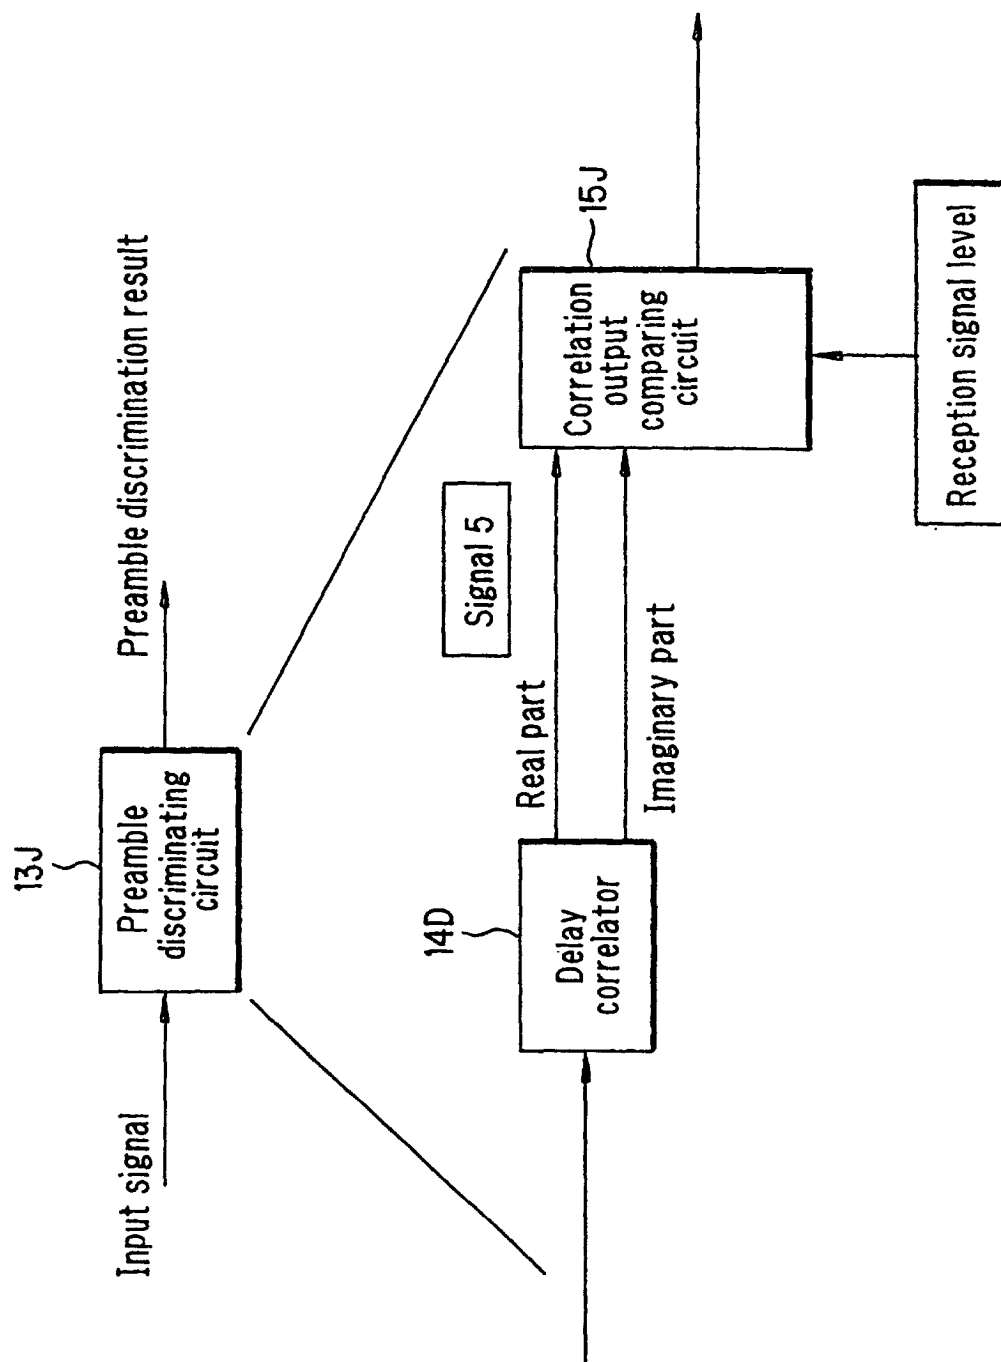 13J
Input signal
Preamble
discriminating
circuit
Preamble discrimination result
14D
Delay
correlator
Real part
Imaginary part
Signal 5
15J
Correlation
output
comparing
circuit
Reception signal level